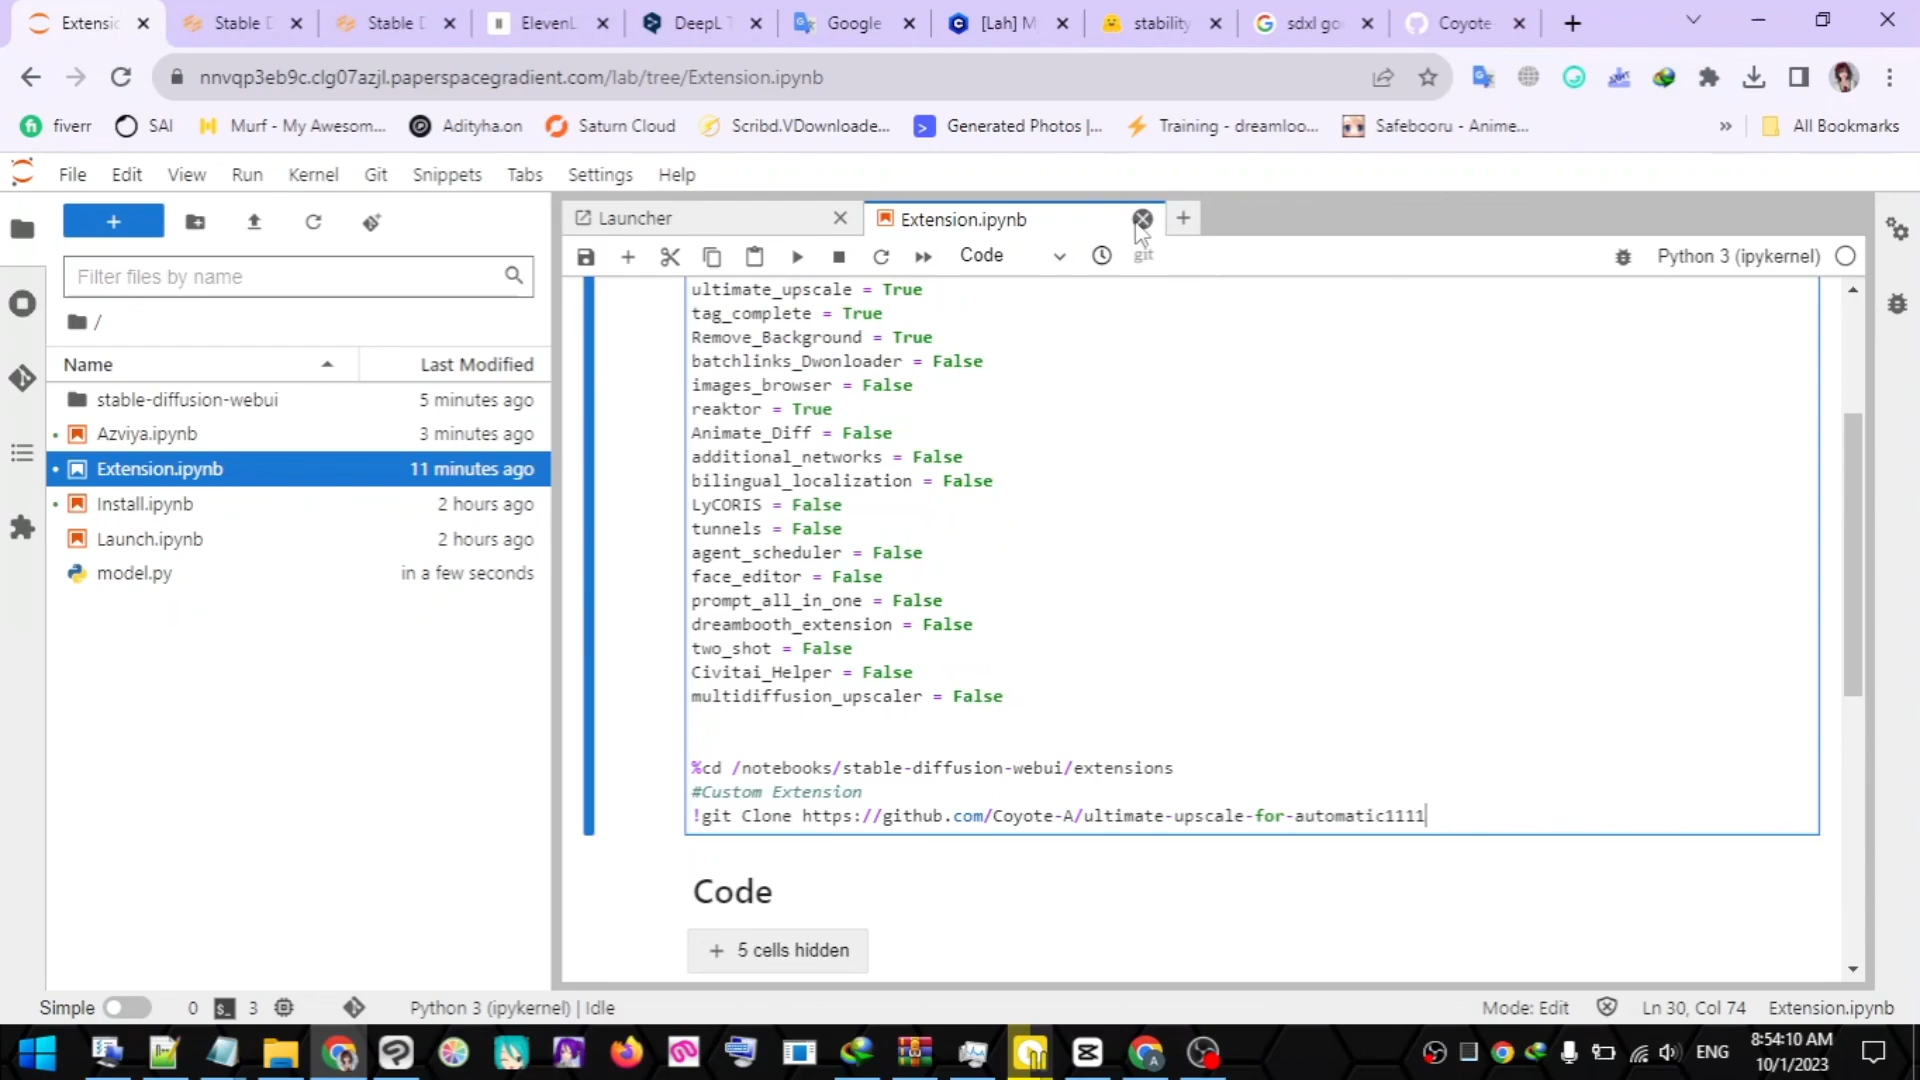 Extensic
Stable D
Stable D
ElevenL
DeepL T
Google
[Lah] M
stability
sdxl go
Coyote
nnvqp3eb9c.clg07azjl.paperspacegradient.com/lab/tree/Extension.ipynb
fiverr
SAI
Murf - My Awesom...
Adityha.on
Saturn Cloud
Scribd.VDownloade...
Generated Photos |...
Training - dreamloo...
Safebooru - Anime...
»
All Bookmarks
File Edit View Run Kernel Git Settings Snippets Tabs Help
Launcher
Extension.ipynb
Filter files by name
Code
git
Python 3 (ipykernel)
/
Name
Last Modified
stable-diffusion-webui 5 minutes ago
Azviya.ipynb 3 minutes ago
Extension.ipynb 11 minutes ago
Install.ipynb 2 hours ago
Launch.ipynb 2 hours ago
model.py in a few seconds
ultimate_upscale = True
tag_complete = True
Remove_Background = True
batchlinks_Dwonloader = False
images_browser = False
reaktor = True
Animate_Diff = False
additional_networks = False
bilingual_localization = False
LyCORIS = False
tunnels = False
agent_scheduler = False
face_editor = False
prompt_all_in_one = False
dreambooth_extension = False
two_shot = False
Civitai_Helper = False
multidiffusion_upscaler = False
%cd /notebooks/stable-diffusion-webui/extensions
#Custom Extension
!git Clone https://github.com/Coyote-A/ultimate-upscale-for-automatic1111
Code
+ 5 cells hidden
Simple 0 3 Python 3 (ipykernel) | Idle
Mode: Edit Ln 30, Col 74 Extension.ipynb
ENG
8:54:10 AM
10/1/2023